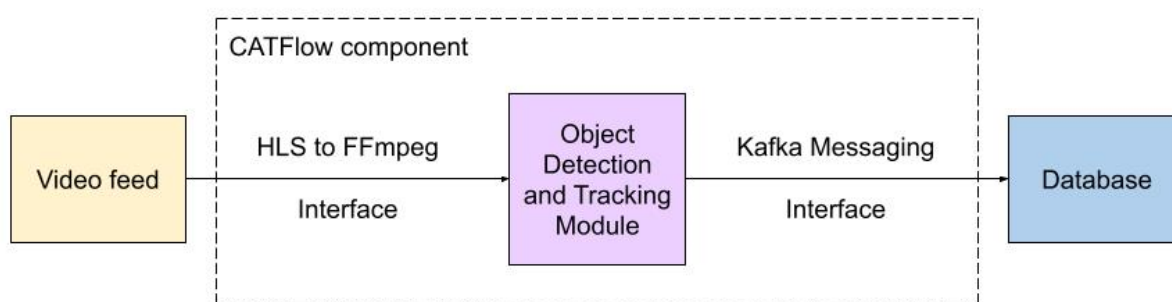 CATFlow component
Video feed
HLS to FFmpeg
Interface
Object
Detection
and Tracking
Module
Kafka Messaging
Interface
Database